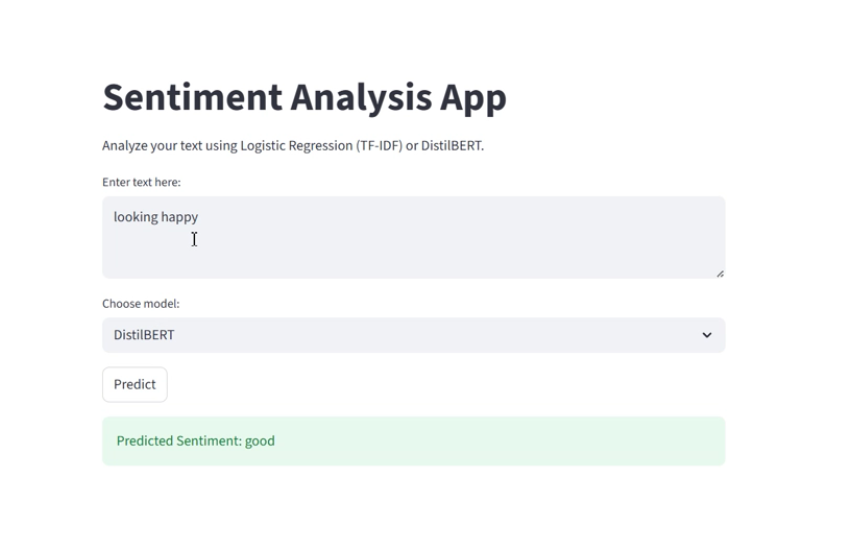 Sentiment Analysis App
Analyze your text using Logistic Regression (TF-IDF) or DistilBERT.
Enter text here:
looking happy
Choose model:
DistilBERT
Predict
Predicted Sentiment: good